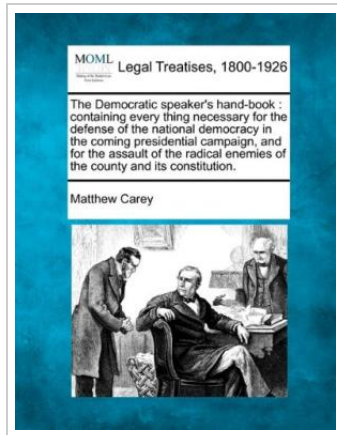 MOML
Legal Treatises, 1800-1926
The Democratic speaker's hand-book :
containing every thing necessary for the
defense of the national democracy in
the coming presidential campaign, and
for the assault of the radical enemies of
the county and its constitution.
Matthew Carey